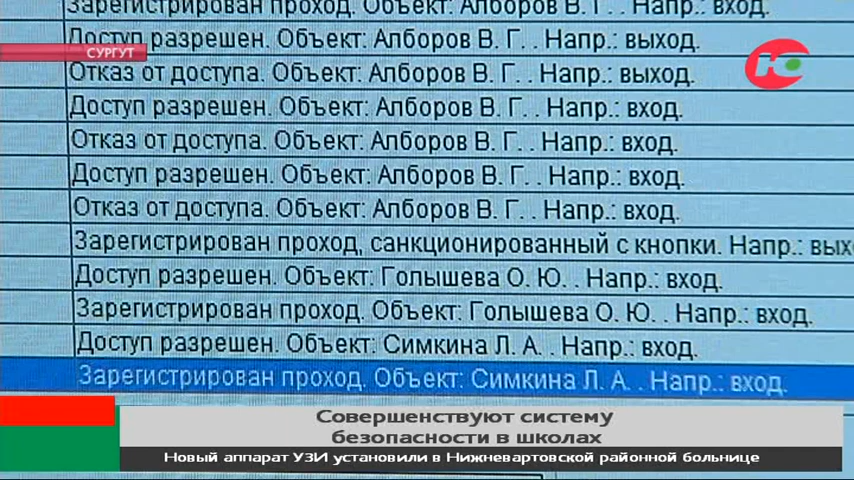 Зарегистрирован проход. Объект: Алборов В. Г. . Напр.: вход.
Доступ разрешен. Объект: Алборов В. Г. . Напр.: выход.
СУРГУТ
Отказ от доступа. Объект: Алборов В. Г. . Напр.: выход.
Ю
Доступ разрешен. Объект: Алборов В. Г. . Напр.: вход.
Отказ от доступа. Объект: Алборов В. Г. . Напр.: вход.
Доступ разрешен. Объект: Алборов В. Г. . Напр.: вход.
Отказ от доступа. Объект: Алборов В. Г. . Напр.: вход.
Зарегистрирован проход, санкционированный с кнопки. Напр.: вых
Доступ разрешен. Объект: Голышева О. Ю. . Напр.: вход.
Зарегистрирован проход. Объект: Голышева О. Ю. . Напр.: вход.
Доступ разрешен. Объект: Симкина Л. А. . Напр.: вход.
Зарегистрирован проход. Объект: Симкина Л. А. . Напр.: вход.
Совершенствуют систему
безопасности в школах
Новый аппарат УЗИ установили в Нижневартовской районной больнице